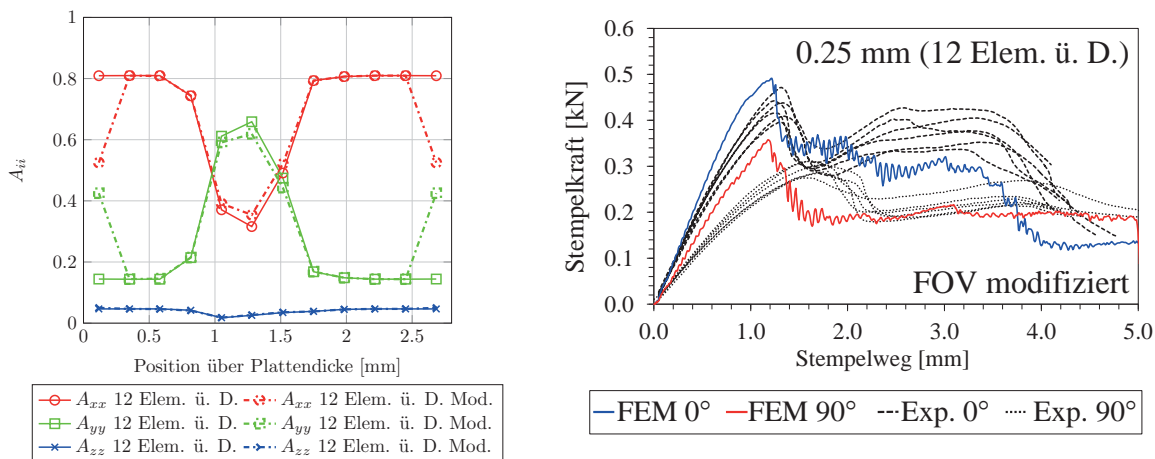 1
0.8
0.6
0.4
0.2
0
A_ii
0 0.5 1 1.5 2 2.5
Position über Plattendicke [mm]
A_xx 12 Elem. ü. D. A_xx 12 Elem. ü. D. Mod.
A_yy 12 Elem. ü. D. A_yy 12 Elem. ü. D. Mod.
A_zz 12 Elem. ü. D. A_zz 12 Elem. ü. D. Mod.
0.6
0.5
0.4
0.3
0.2
0.1
0.0
Stempelkraft [kN]
0.25 mm (12 Elem. ü. D.)
FOV modifiziert
0.0 1.0 2.0 3.0 4.0 5.0
Stempelweg [mm]
FEM 0° FEM 90° Exp. 0° Exp. 90°